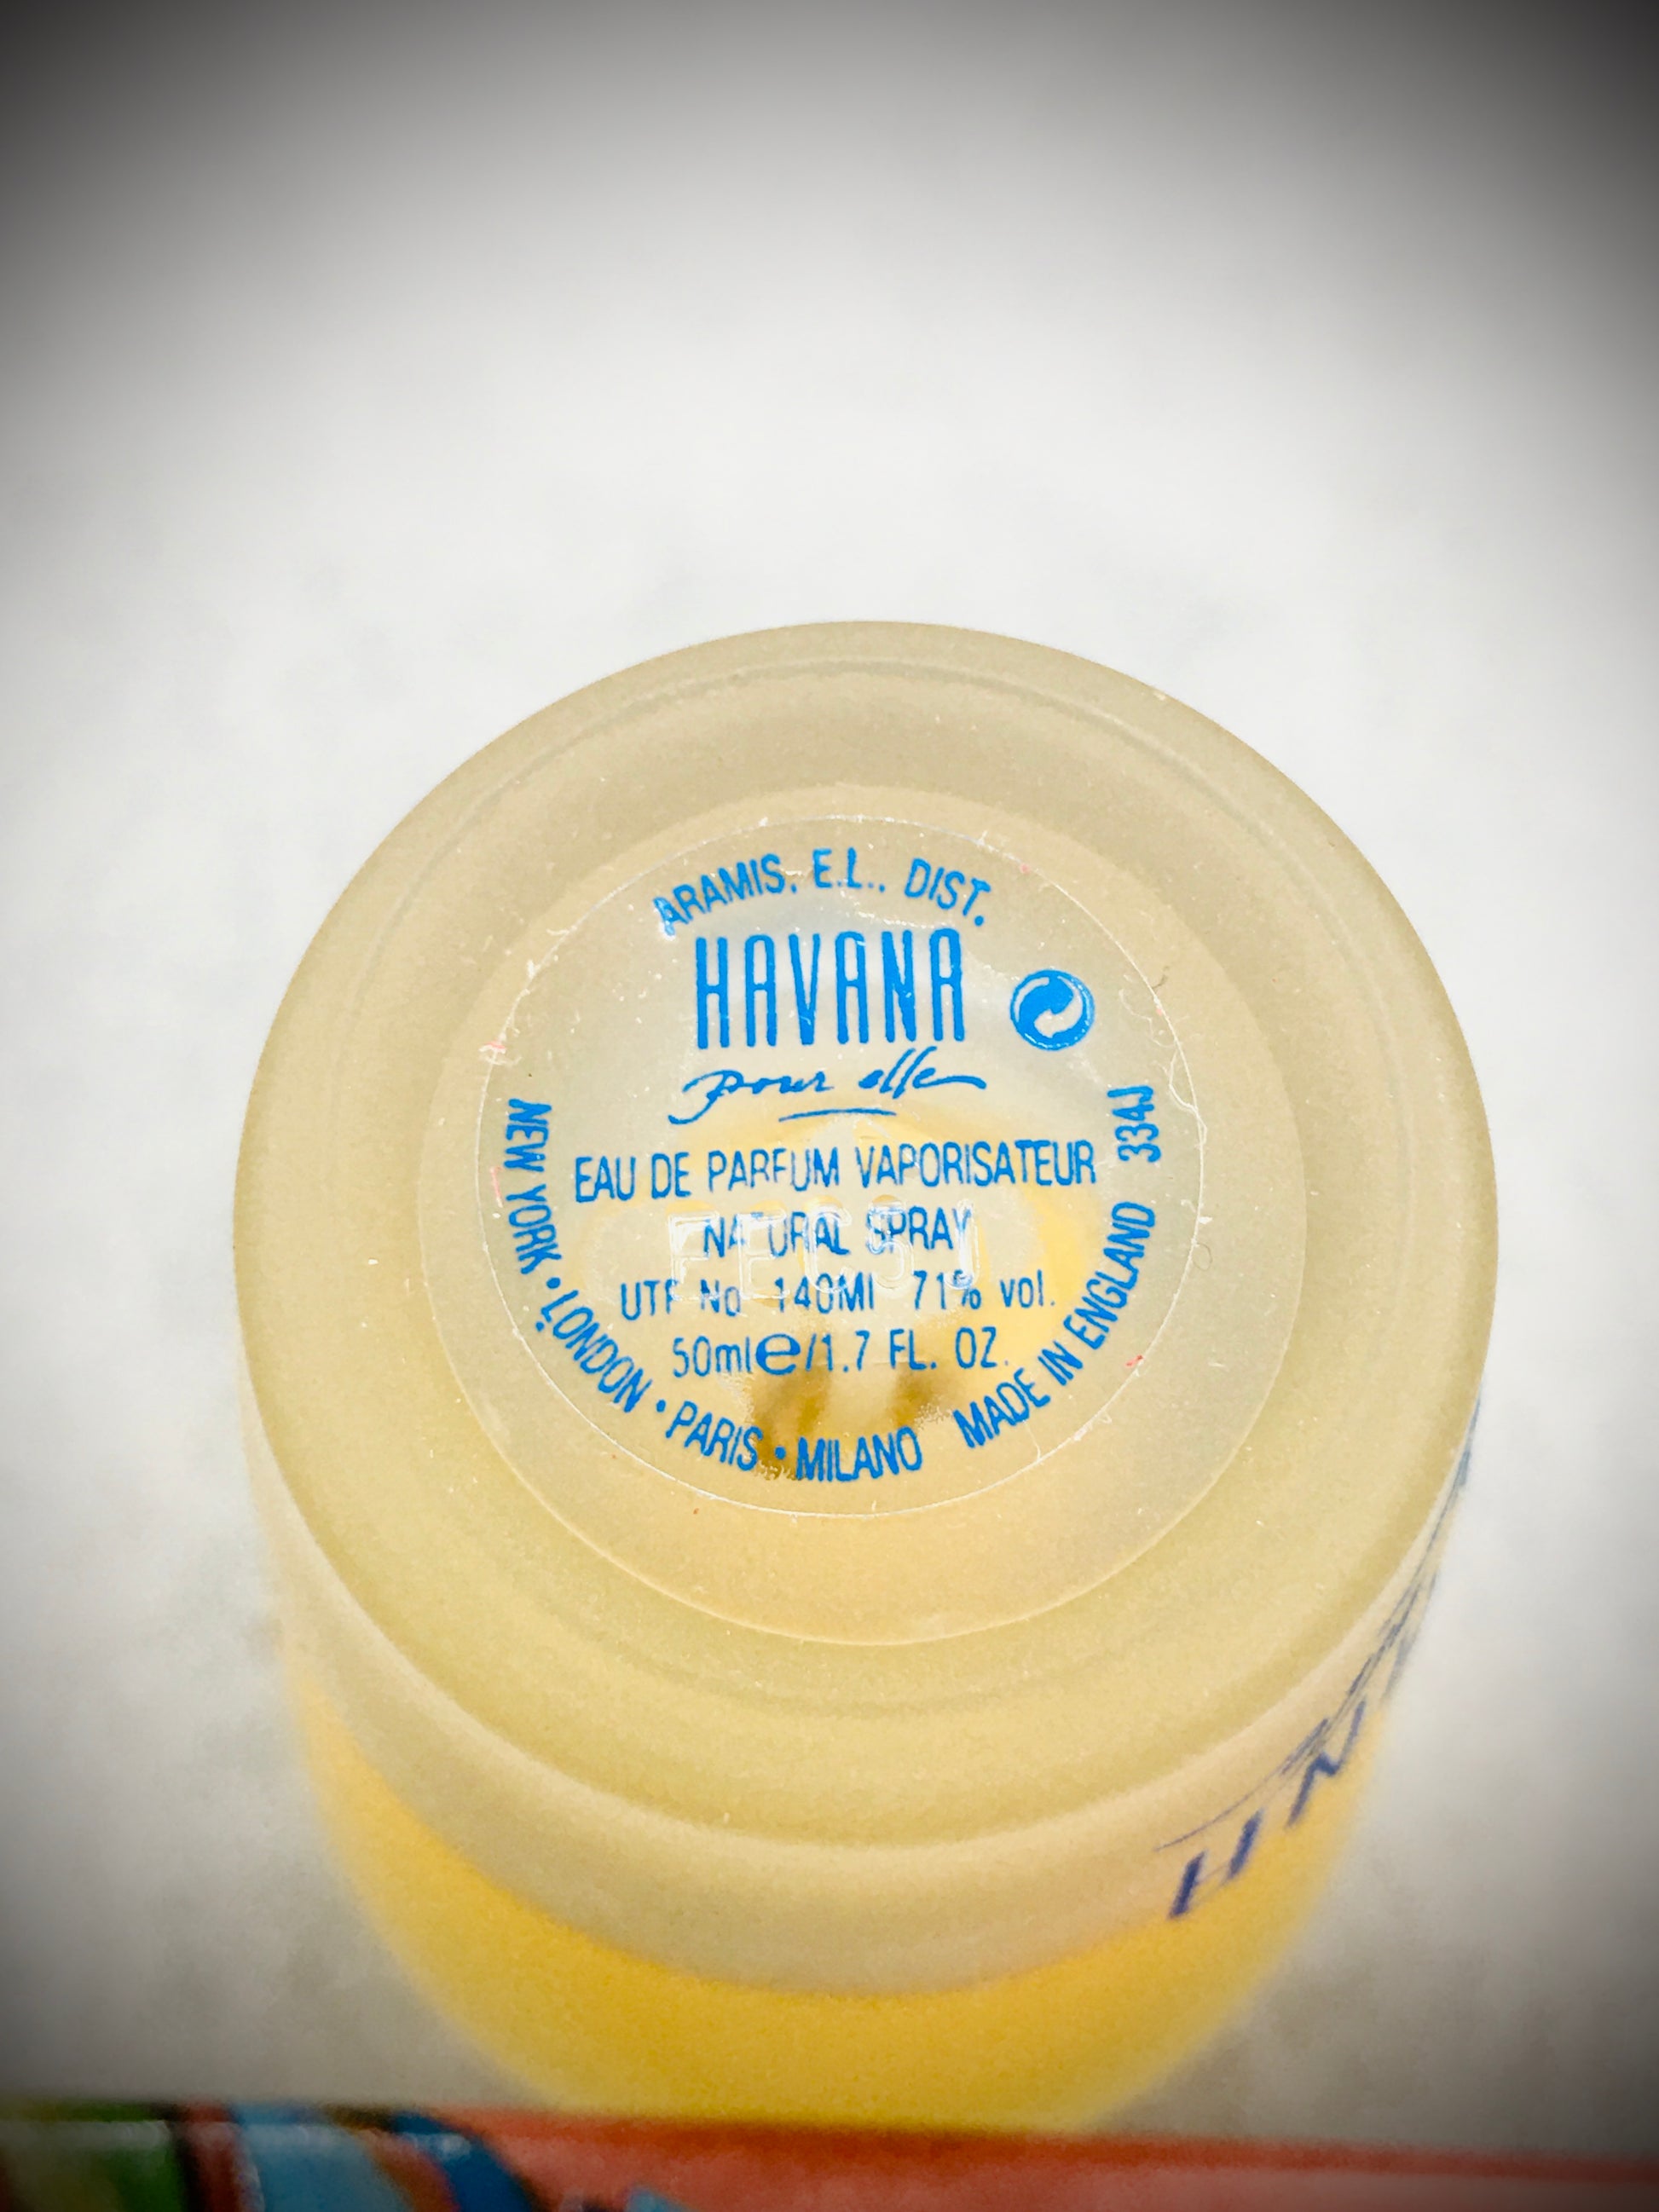 ARAMIS, E.L., DIST.
HAVANA
pour elle
EAU DE PARFUM VAPORISATEUR
NATURAL SPRAY
UTF No 140MI 71% vol.
50ml e/1.7 FL. OZ.
NEW YORK • LONDON • PARIS • MILANO
MADE IN ENGLAND 334J